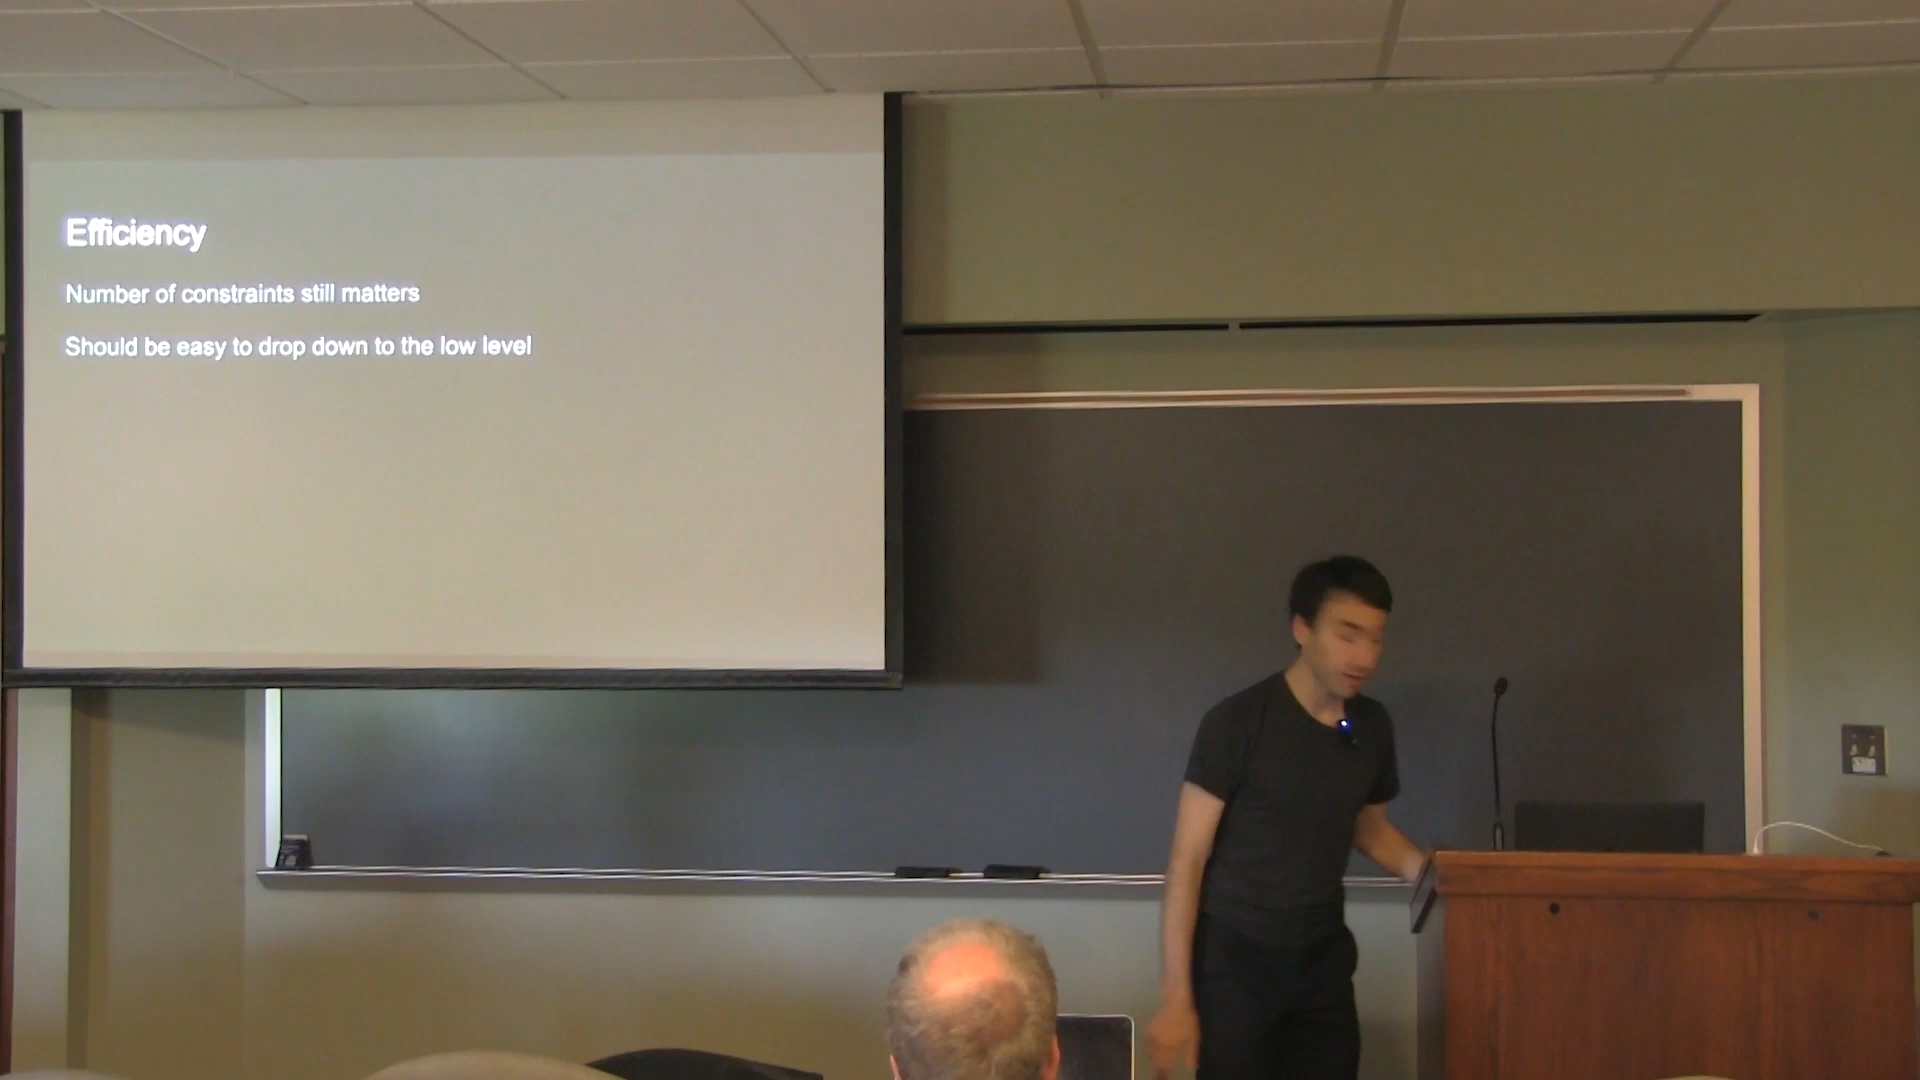 Efficiency
Number of constraints still matters
Should be easy to drop down to the low level